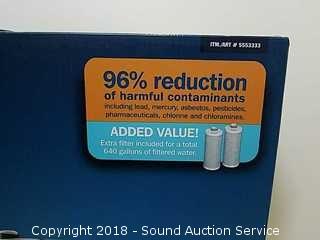 ITM./ART # 5553333
96% reduction
of harmful contaminants
including lead, mercury, asbestos, pesticides,
pharmaceuticals, chlorine and chloramines.
ADDED VALUE!
Extra filter included for a total
640 gallons of filtered water.
Copyright 2018 - Sound Auction Service